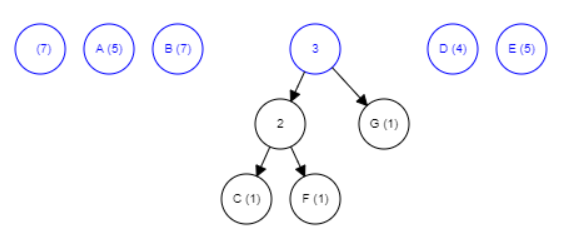 (7) A (5) B (7) 3 D (4) E (5)
2 G (1)
C (1) F (1)